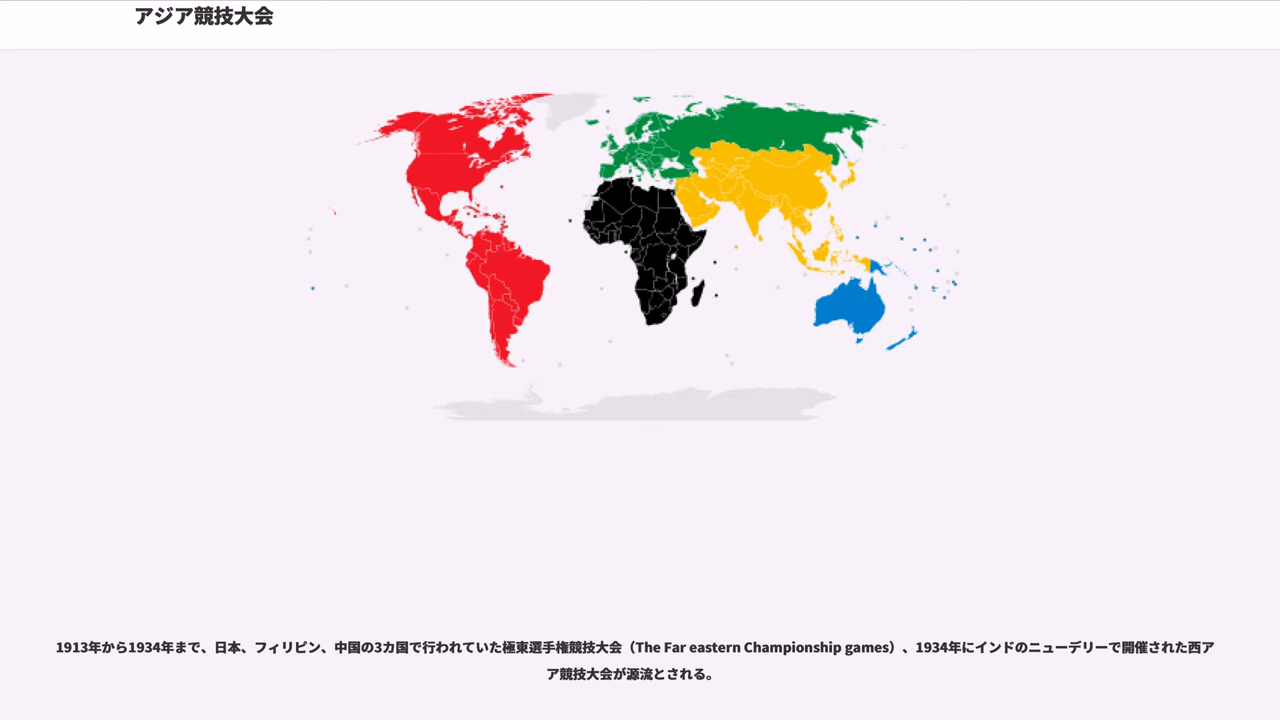 アジア競技大会
1913年から1934年まで、日本、フィリピン、中国の3カ国で行われていた極東選手権競技大会（The Far eastern Championship games）、1934年にインドのニューデリーで開催された西ア
ア競技大会が源流とされる。